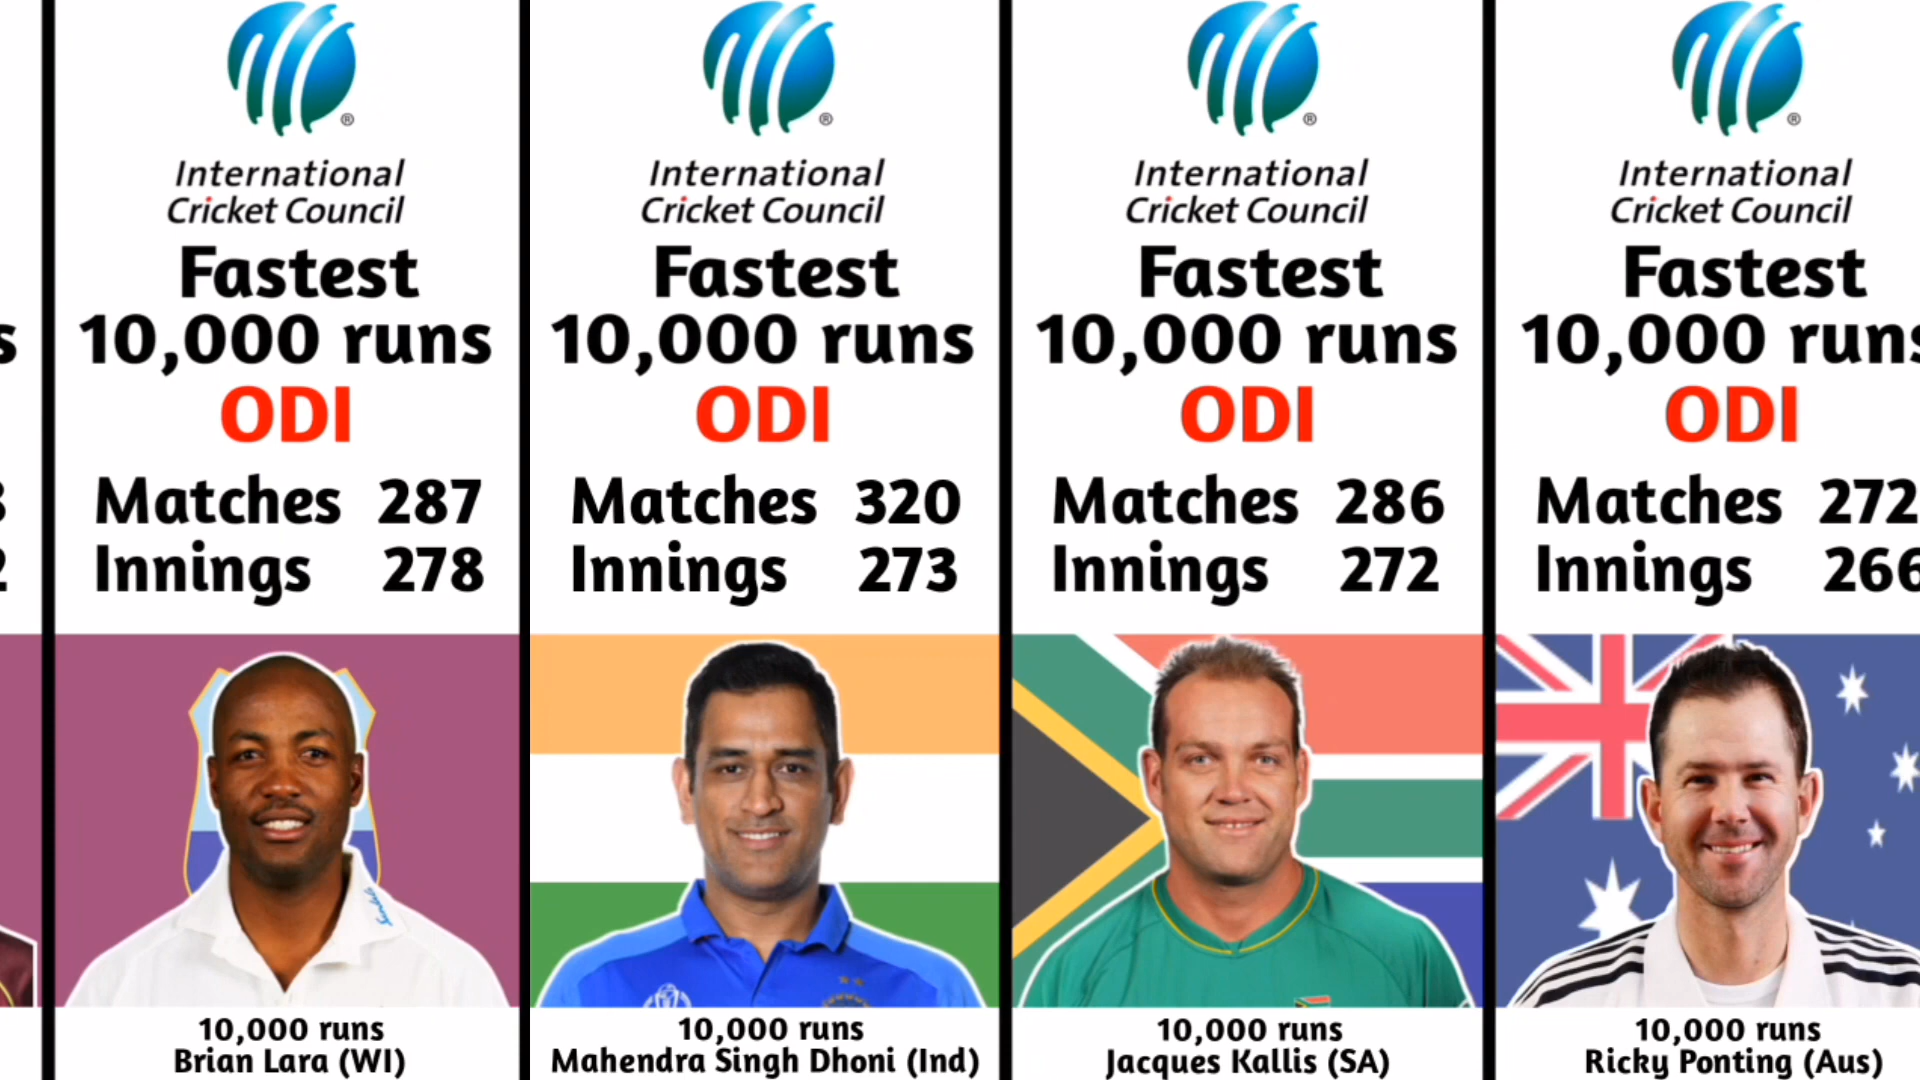 International
Cricket Council
Fastest
10,000 runs
ODI
Matches 287
Innings 278
10,000 runs
Brian Lara (WI)
International
Cricket Council
Fastest
10,000 runs
ODI
Matches 320
Innings 273
10,000 runs
Mahendra Singh Dhoni (Ind)
International
Cricket Council
Fastest
10,000 runs
ODI
Matches 286
Innings 272
10,000 runs
Jacques Kallis (SA)
International
Cricket Council
Fastest
10,000 runs
ODI
Matches 272
Innings 266
10,000 runs
Ricky Ponting (Aus)